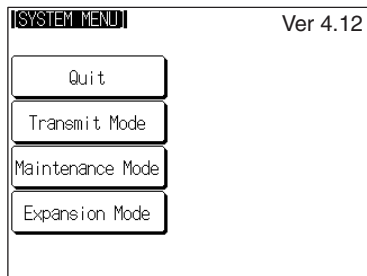 [SYSTEM MENU]
Ver 4.12
Quit
Transmit Mode
Maintenance Mode
Expansion Mode